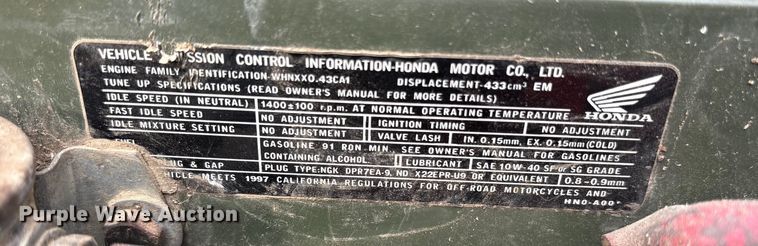 VEHICLE SSION CONTROL INFORMATION-HONDA MOTOR CO., LTD.
ENGINE FAMILY IDENTIFICATION-WHNXX0.43CA1 DISPLACEMENT-433cm³ EM
TUNE UP SPECIFICATIONS (READ OWNER'S MANUAL FOR MORE DETAILS)
IDLE SPEED (IN NEUTRAL) 1400±100 r.p.m. AT NORMAL OPERATING TEMPERATURE
FAST IDLE SPEED NO ADJUSTMENT IGNITION TIMING NO ADJUSTMENT
IDLE MIXTURE SETTING NO ADJUSTMENT VALVE LASH IN. 0.15mm, EX. 0.15mm(COLD)
GASOLINE 91 RON MIN. SEE OWNER'S MANUAL FOR GASOLINES
CONTAINING ALCOHOL LUBRICANT SAE 10W-40 SF or SG GRADE
& GAP PLUG TYPE:NGK DPR7EA-9, ND X22EPR-U9 OR EQUIVALENT 0.8-0.9mm
MEETS 1997 CALIFORNIA REGULATIONS FOR OFF-ROAD MOTORCYCLES AND
HN0-A00
HONDA
Purple Wave Auction